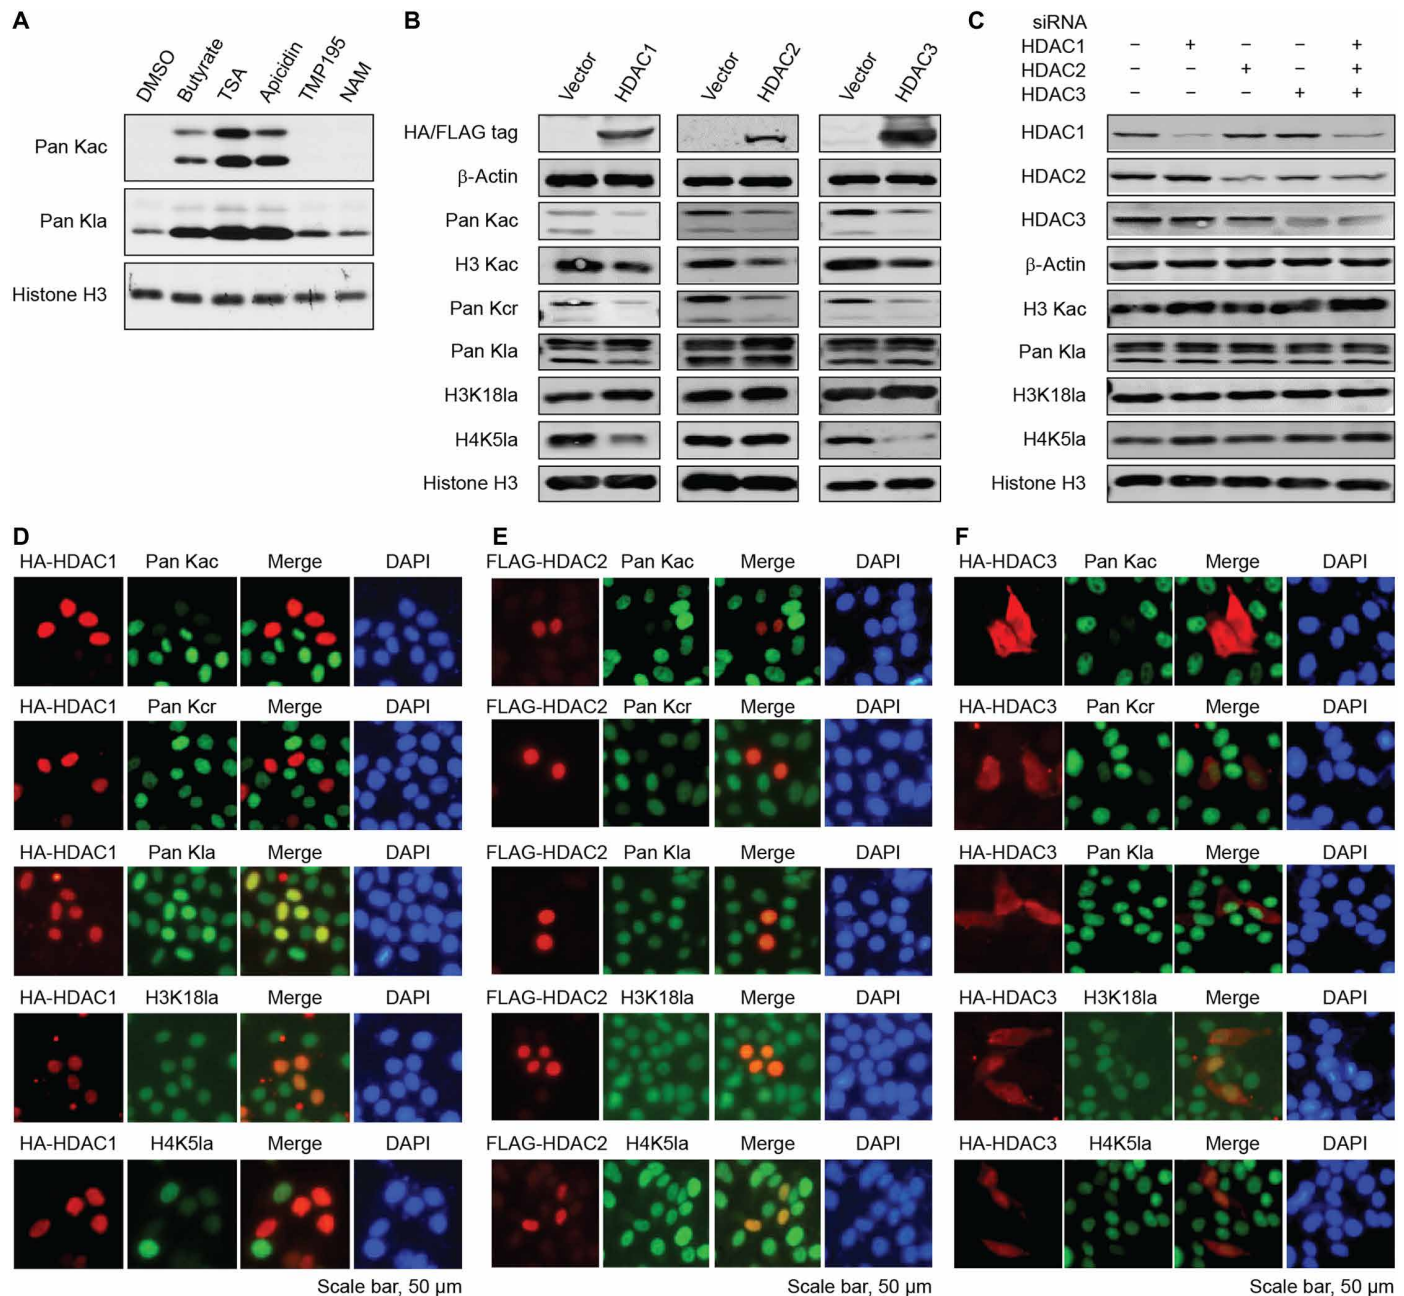 A
DMSO
Butyrate
TSA
Apicidin
TMP195
NAM
Pan Kac
Pan Kla
Histone H3
B
Vector
HDAC1
Vector
HDAC2
Vector
HDAC3
HA/FLAG tag
β-Actin
Pan Kac
H3 Kac
Pan Kcr
Pan Kla
H3K18la
H4K5la
Histone H3
C
siRNA
HDAC1 – + – – +
HDAC2 – – + – +
HDAC3 – – – + +
HDAC1
HDAC2
HDAC3
β-Actin
H3 Kac
Pan Kla
H3K18la
H4K5la
Histone H3
D
HA-HDAC1 Pan Kac Merge DAPI
HA-HDAC1 Pan Kcr Merge DAPI
HA-HDAC1 Pan Kla Merge DAPI
HA-HDAC1 H3K18la Merge DAPI
HA-HDAC1 H4K5la Merge DAPI
Scale bar, 50 µm
E
FLAG-HDAC2 Pan Kac Merge DAPI
FLAG-HDAC2 Pan Kcr Merge DAPI
FLAG-HDAC2 Pan Kla Merge DAPI
FLAG-HDAC2 H3K18la Merge DAPI
FLAG-HDAC2 H4K5la Merge DAPI
Scale bar, 50 µm
F
HA-HDAC3 Pan Kac Merge DAPI
HA-HDAC3 Pan Kcr Merge DAPI
HA-HDAC3 Pan Kla Merge DAPI
HA-HDAC3 H3K18la Merge DAPI
HA-HDAC3 H4K5la Merge DAPI
Scale bar, 50 µm